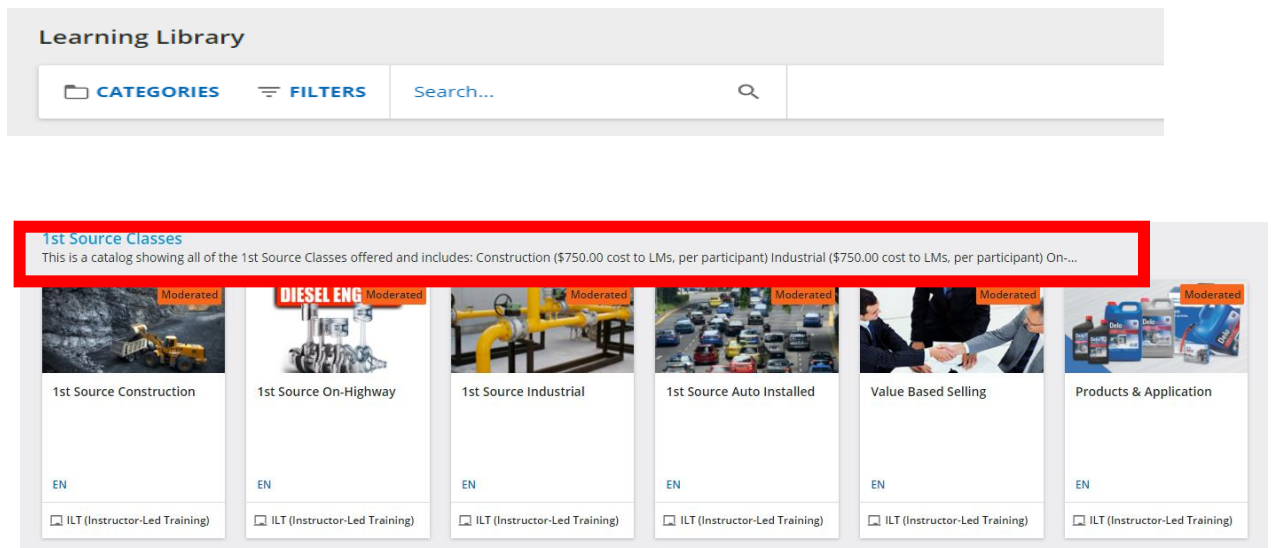 Learning Library
CATEGORIES FILTERS Search...
1st Source Classes
This is a catalog showing all of the 1st Source Classes offered and includes: Construction ($750.00 cost to LMs, per participant) Industrial ($750.00 cost to LMs, per participant) On-...
Moderated DIESEL ENG Moderated Moderated Moderated Moderated Moderated
Delo Delo
1st Source Construction 1st Source On-Highway 1st Source Industrial 1st Source Auto Installed Value Based Selling Products & Application
EN EN EN EN EN EN
ILT (Instructor-Led Training) ILT (Instructor-Led Training) ILT (Instructor-Led Training) ILT (Instructor-Led Training) ILT (Instructor-Led Training) ILT (Instructor-Led Training)